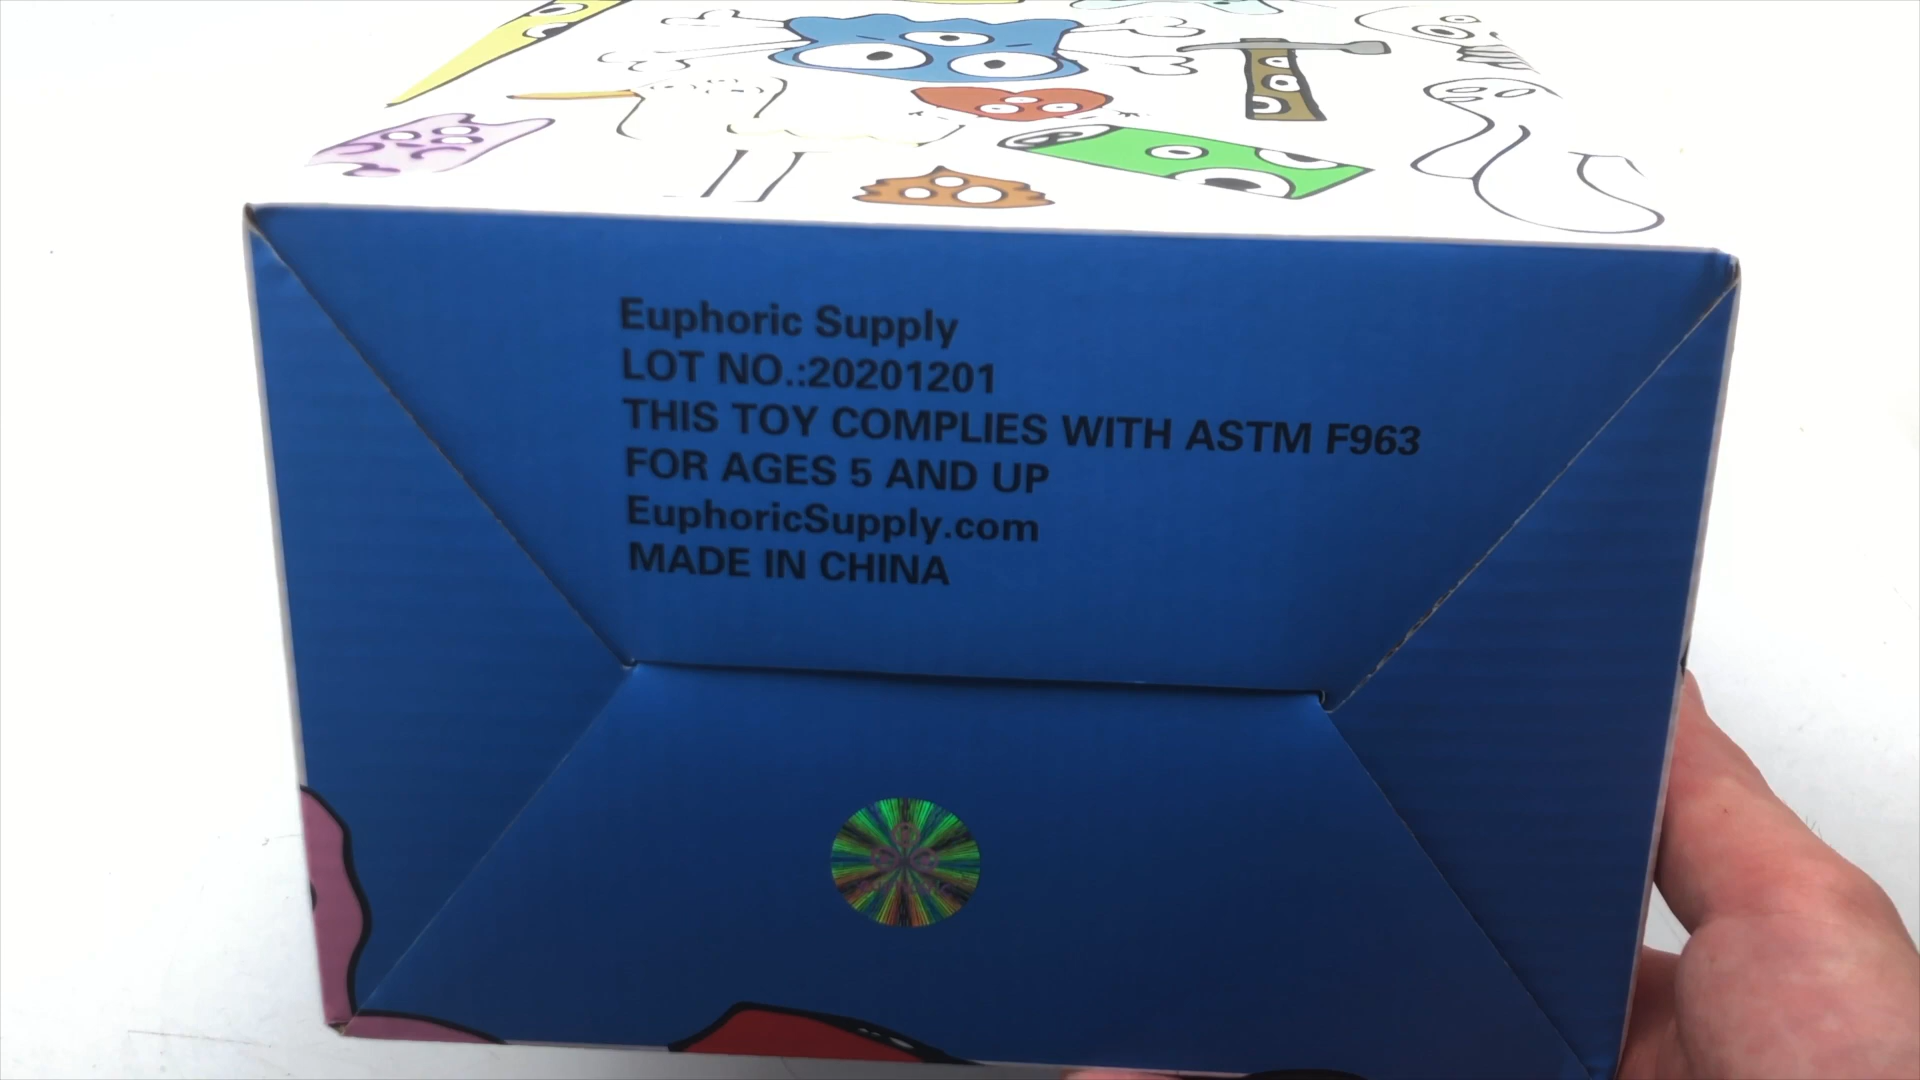 Euphoric Supply
LOT NO.:20201201
THIS TOY COMPLIES WITH ASTM F963
FOR AGES 5 AND UP
EuphoricSupply.com
MADE IN CHINA